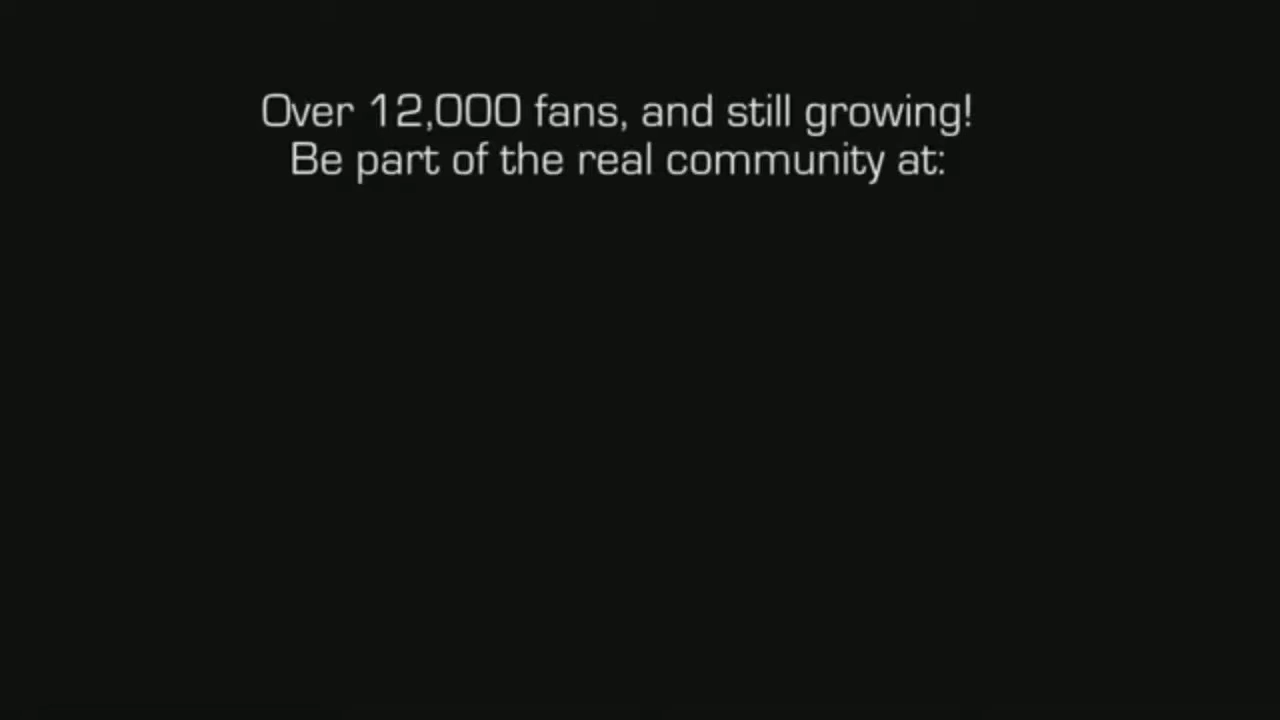 Over 12,000 fans, and still growing!
Be part of the real community at: